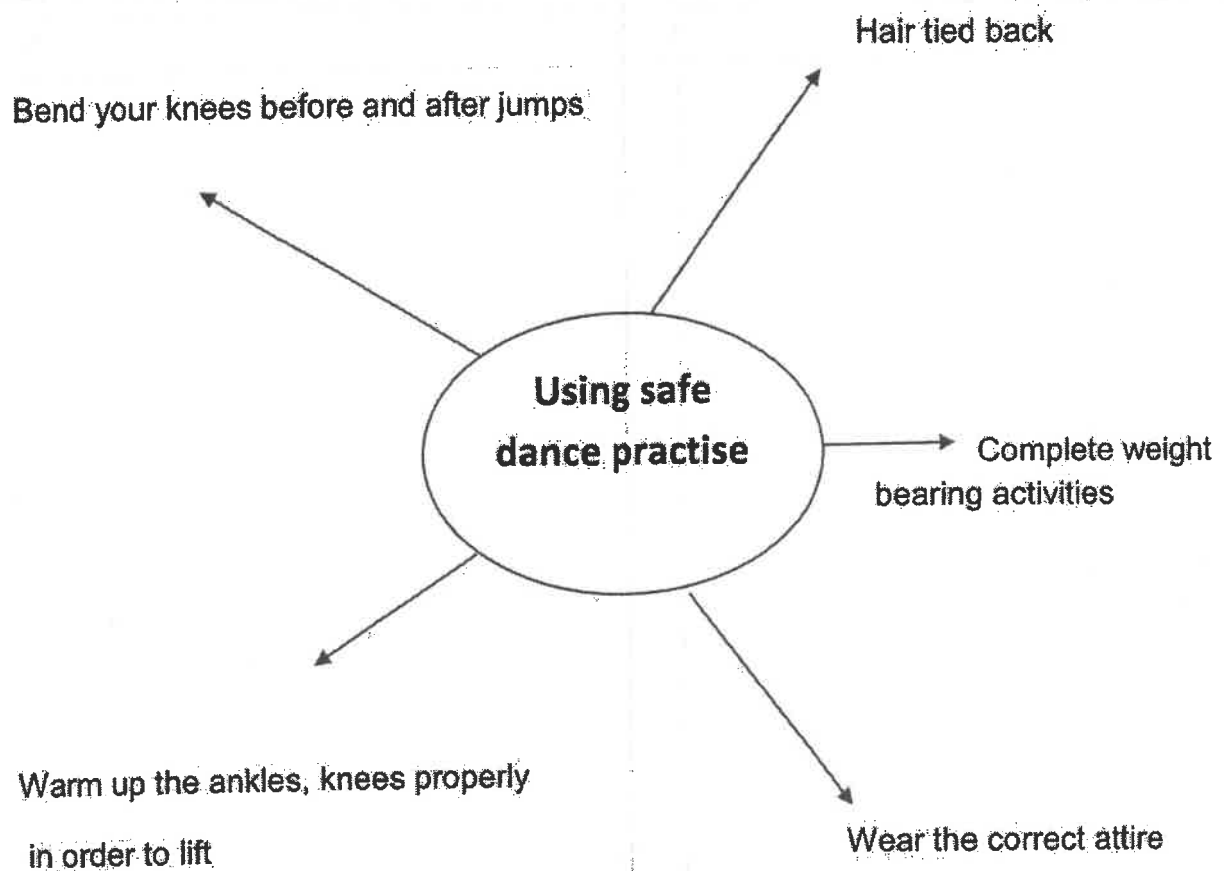 Hair tied back
Bend your knees before and after jumps
Using safe
dance practise
Complete weight
bearing activities
Warm up the ankles, knees properly
in order to lift
Wear the correct attire